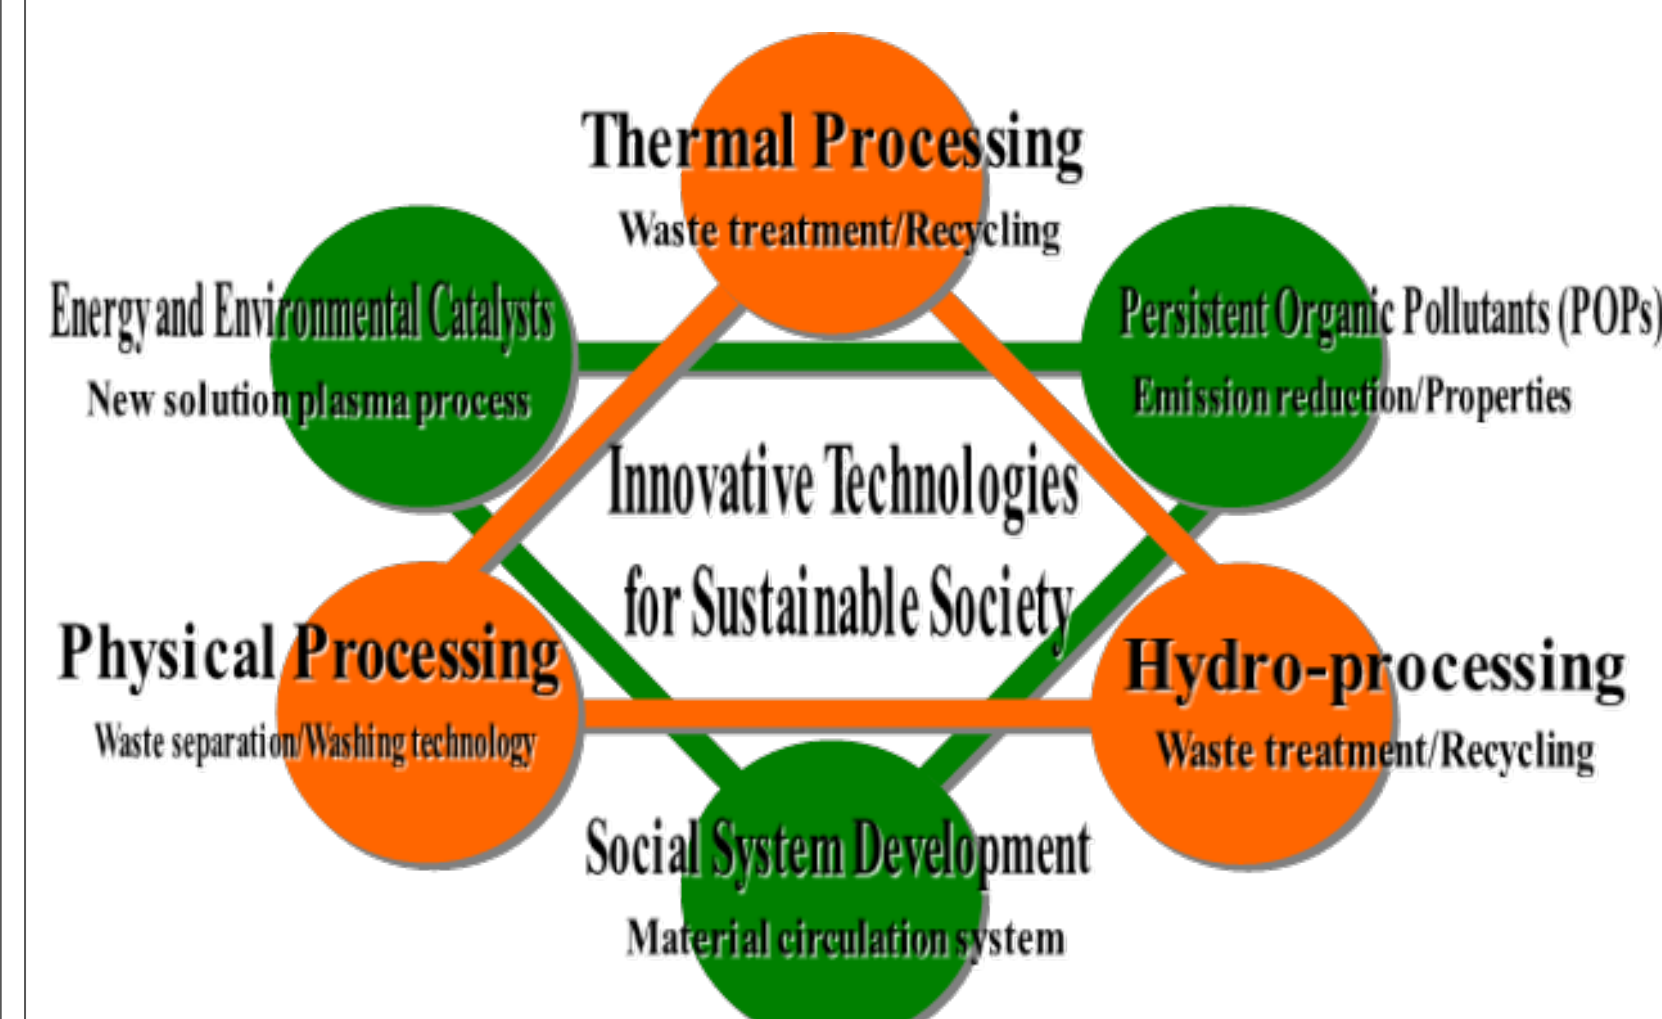 Thermal Processing
Waste treatment/Recycling
Energy and Environmental Catalysts
New solution plasma process
Persistent Organic Pollutants (POPs)
Emission reduction/Properties
Innovative Technologies
for Sustainable Society
Physical Processing
Waste separation/Washing technology
Hydro-processing
Waste treatment/Recycling
Social System Development
Material circulation system